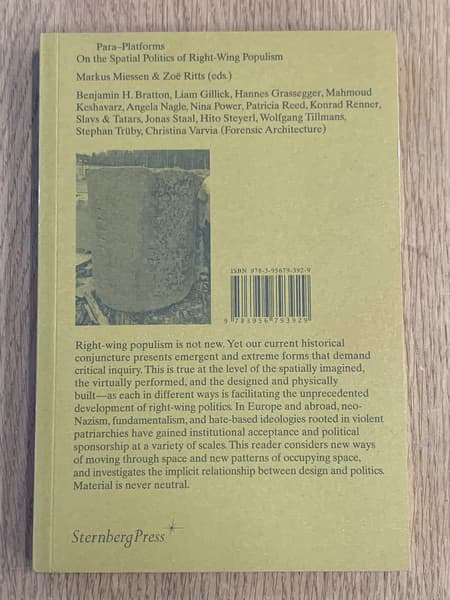 Para–Platforms
On the Spatial Politics of Right-Wing Populism
Markus Miessen & Zoë Ritts (eds.)
Benjamin H. Bratton, Liam Gillick, Hannes Grassegger, Mahmoud
Keshavarz, Angela Nagle, Nina Power, Patricia Reed, Konrad Renner,
Slavs & Tatars, Jonas Staal, Hito Steyerl, Wolfgang Tillmans,
Stephan Trüby, Christina Varvia (Forensic Architecture)
ISBN 978-3-95679-392-9
9 783956 793929
Right-wing populism is not new. Yet our current historical
conjuncture presents emergent and extreme forms that demand
critical inquiry. This is true at the level of the spatially imagined,
the virtually performed, and the designed and physically
built—as each in different ways is facilitating the unprecedented
development of right-wing politics. In Europe and abroad, neo-
Nazism, fundamentalism, and hate-based ideologies rooted in violent
patriarchies have gained institutional acceptance and political
sponsorship at a variety of scales. This reader considers new ways
of moving through space and new patterns of occupying space,
and investigates the implicit relationship between design and politics.
Material is never neutral.
SternbergPress